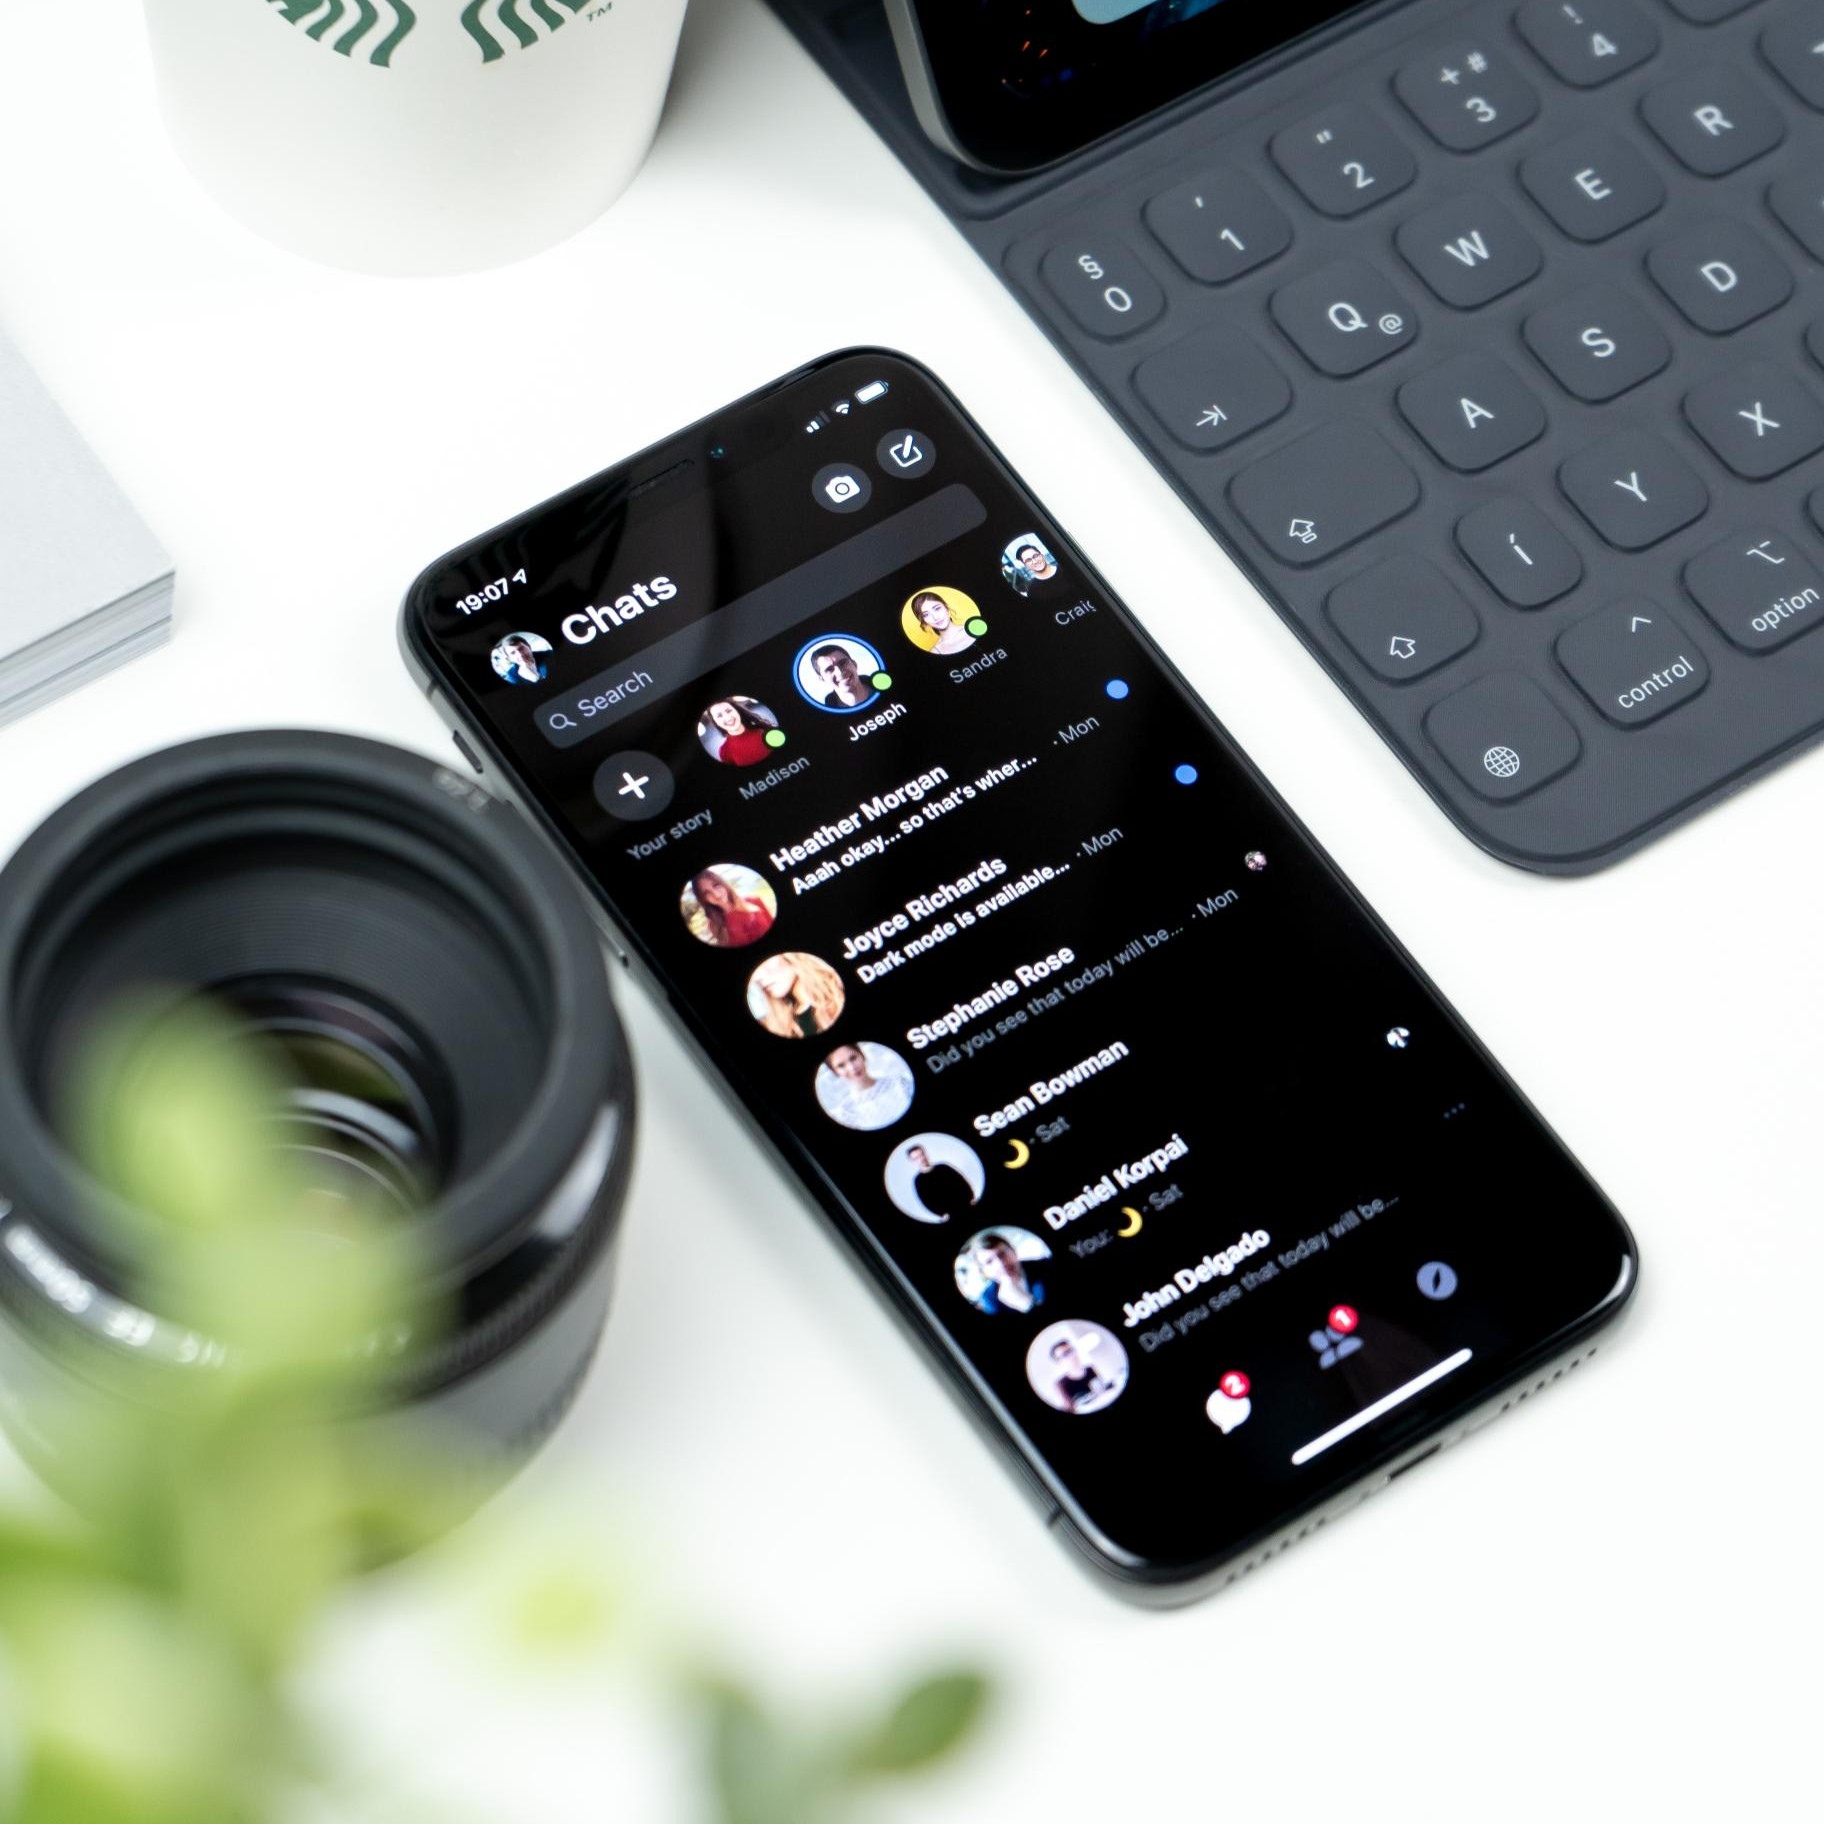 TM
+ #
3
!
4
"
2
'
1
§
0
R
E
W
Q @
D
S
A
X
Y
Í
option
control
19:07
Chats
Search
Your story
Madison
Joseph
Sandra
Heather Morgan
Aaah okay... so that's wher... · Mon
Joyce Richards
Dark mode is available... · Mon
Stephanie Rose
Did you see that today will be... · Mon
Sean Bowman
🌙 · Sat
Daniel Korpai
You: 🌙 · Sat
John Delgado
Did you see that today will be...
2
1